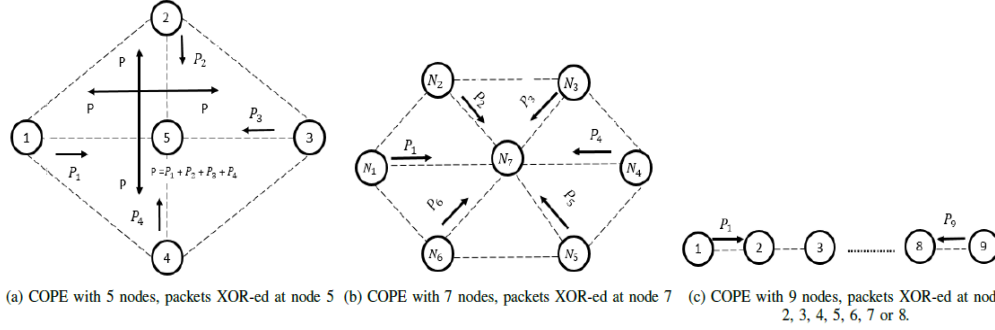 2
P
P₂
P
P
P₃
1
5
3
P₁
P =P₁ + P₂ + P₃ + P₄
P
P₄
4
(a) COPE with 5 nodes, packets XOR-ed at node 5
N₂
N₃
P₂
P₃
P₁
P₄
N₁
N₇
N₄
P₆
P₅
N₆
N₅
(b) COPE with 7 nodes, packets XOR-ed at node 7
P₁
P₉
1
2
3
8
9
(c) COPE with 9 nodes, packets XOR-ed at nod
2, 3, 4, 5, 6, 7 or 8.